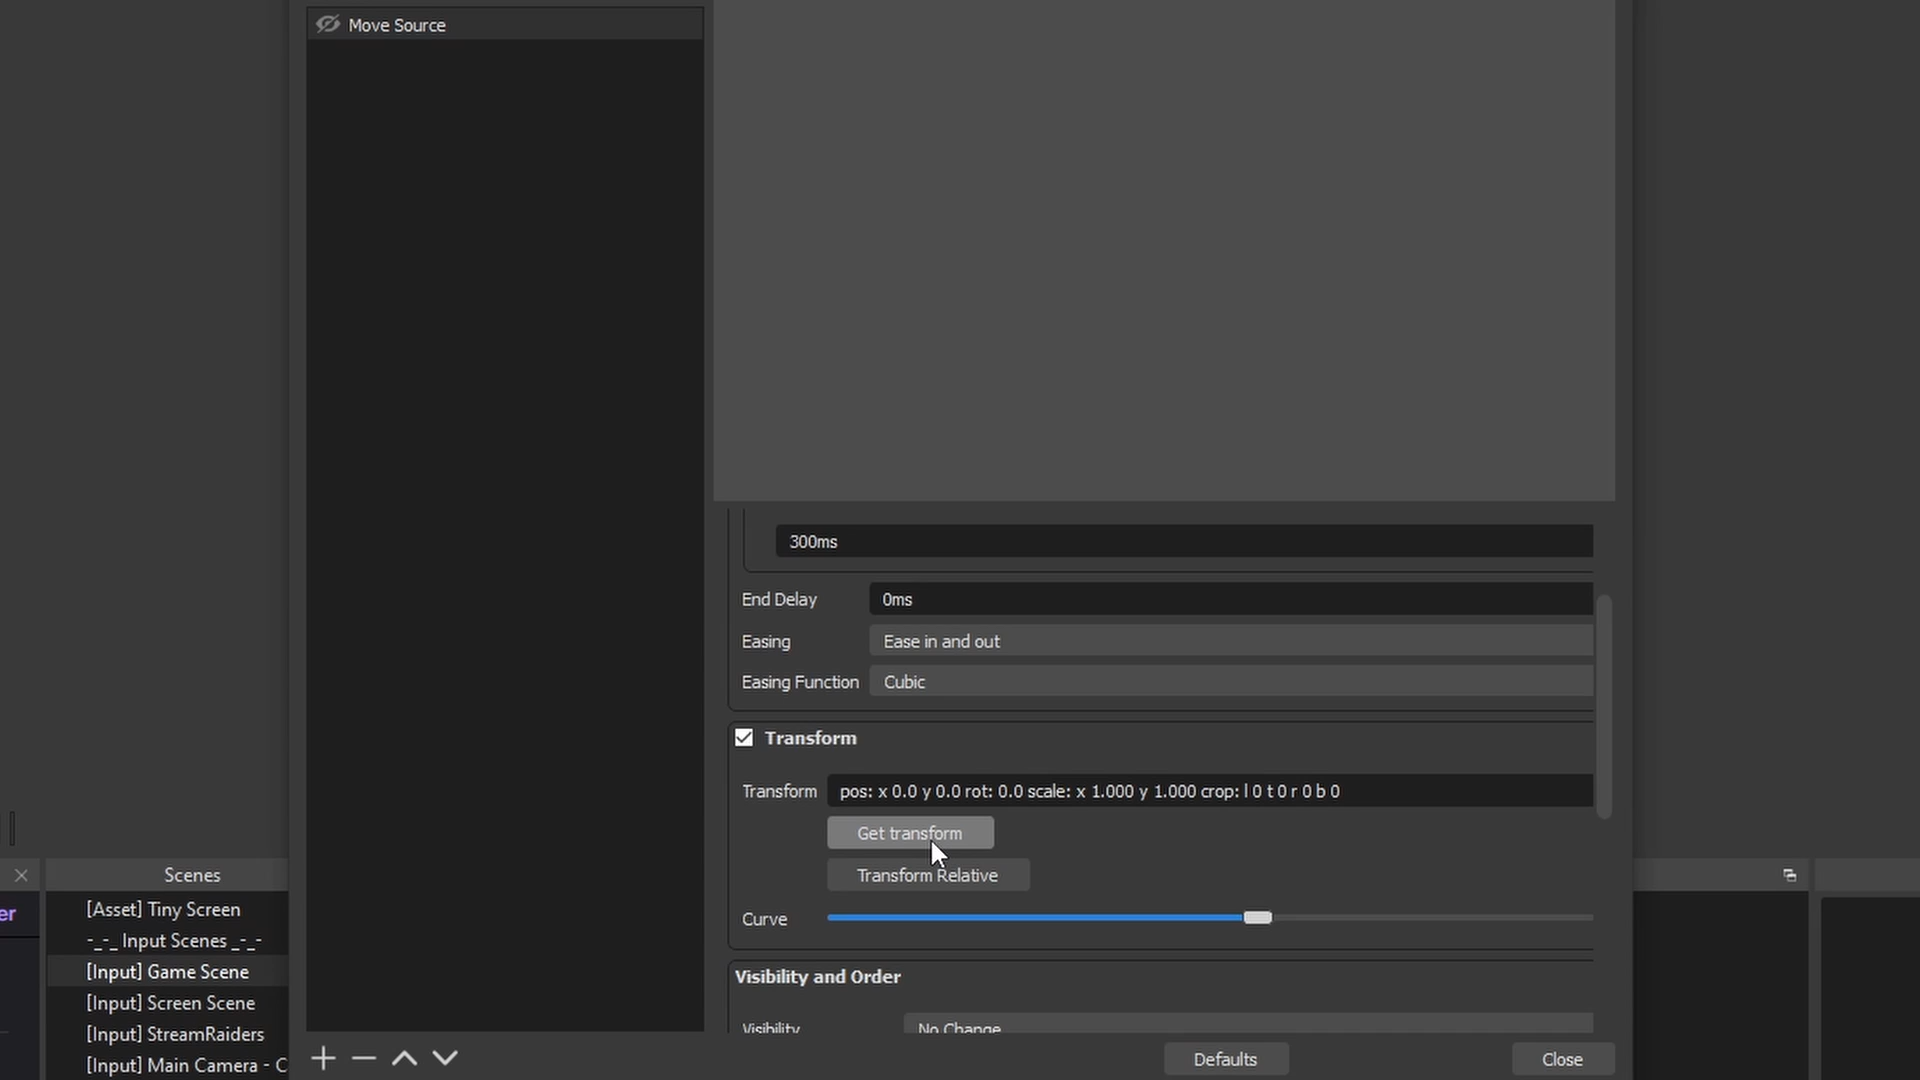 Move Source
300ms
End Delay 0ms
Easing Ease in and out
Easing Function Cubic
Transform
Transform pos: x 0.0 y 0.0 rot: 0.0 scale: x 1.000 y 1.000 crop: l 0 t 0 r 0 b 0
Get transform
Transform Relative
Curve
Visibility and Order
Visibility No Change
Defaults Close
er
Scenes
[Asset] Tiny Screen
-_-_ Input Scenes _-_-
[Input] Game Scene
[Input] Screen Scene
[Input] StreamRaiders
[Input] Main Camera - C